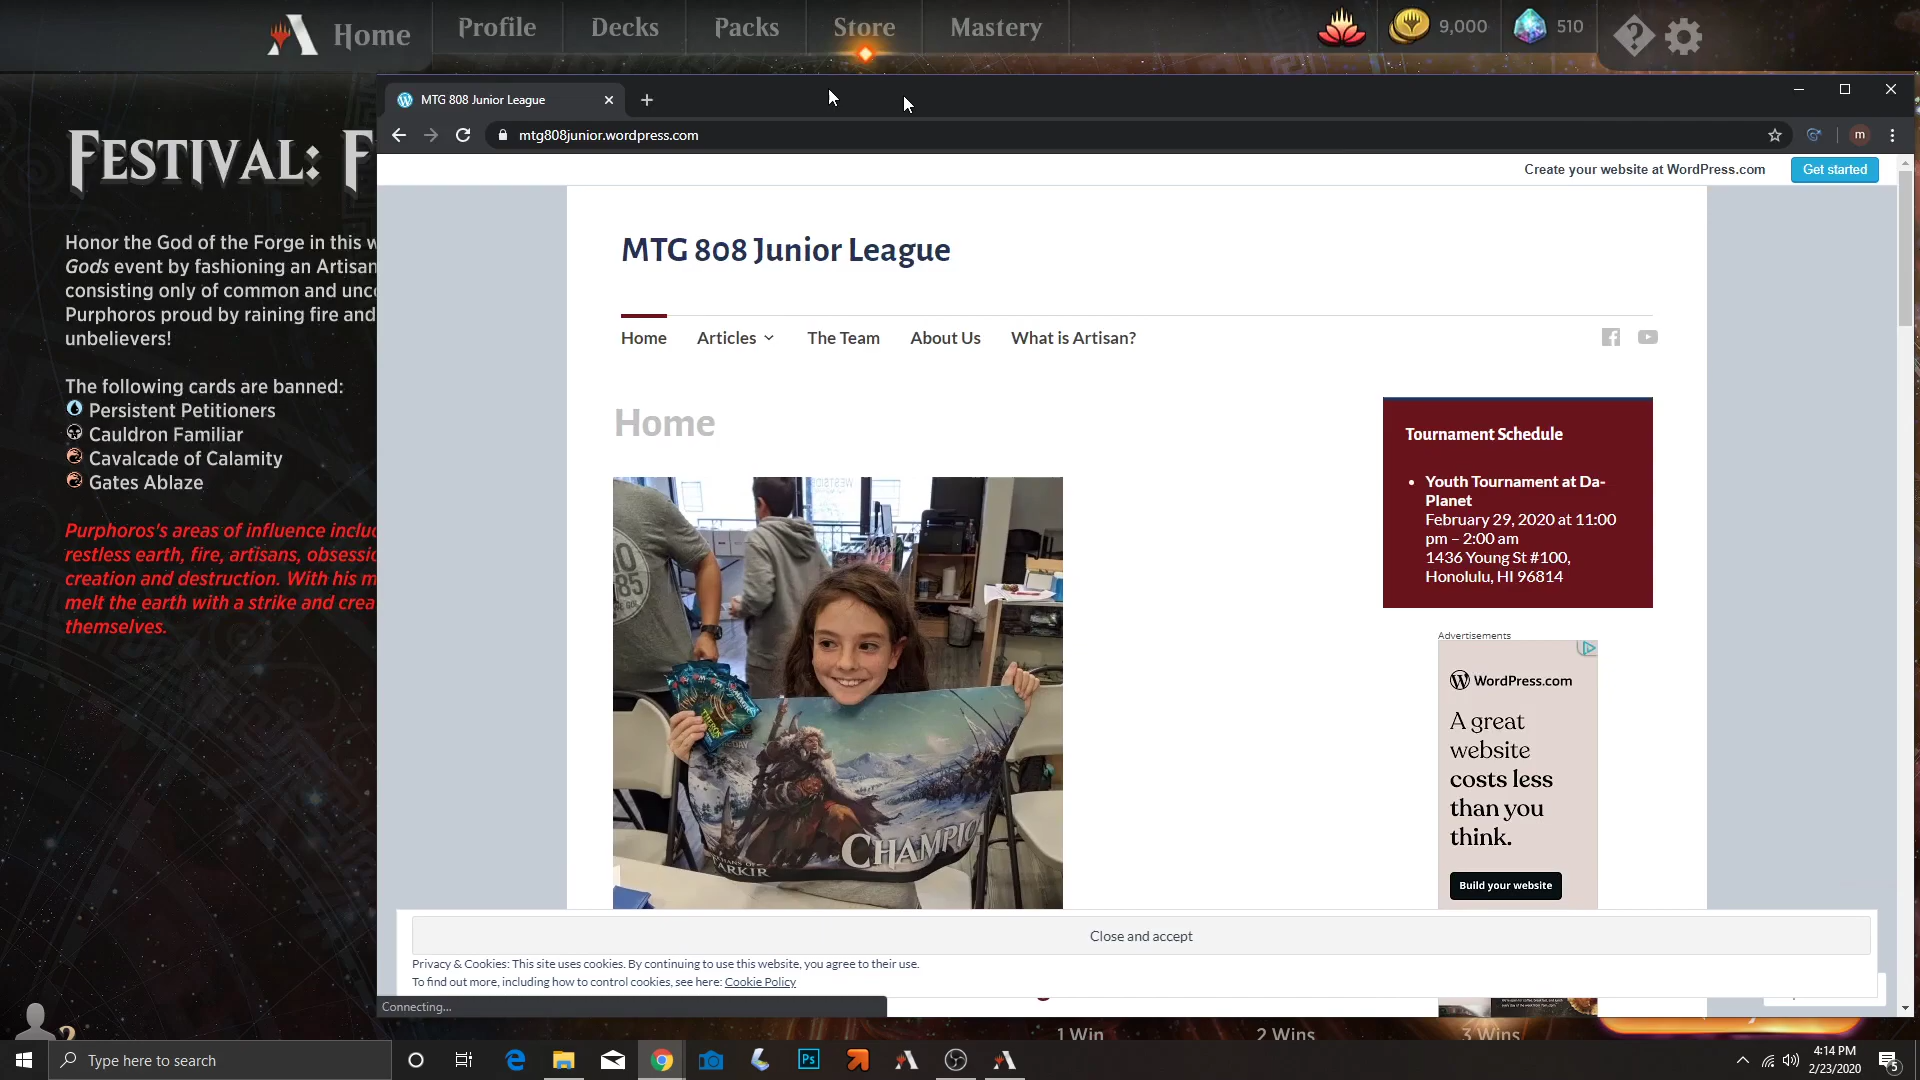 Home
Profile
Decks
Packs
Store
Mastery
9,000
510
FESTIVAL: F
Honor the God of the Forge in this w
Gods event by fashioning an Artisan
consisting only of common and unc
Purphoros proud by raining fire and
unbelievers!
The following cards are banned:
Persistent Petitioners
Cauldron Familiar
Cavalcade of Calamity
Gates Ablaze
Purphoros's areas of influence inclu
restless earth, fire, artisans, obsessio
creation and destruction. With his m
melt the earth with a strike and crea
themselves.
MTG 808 Junior League
mtg808junior.wordpress.com
m
Create your website at WordPress.com
Get started
MTG 808 Junior League
Home
Articles
The Team
About Us
What is Artisan?
Home
Tournament Schedule
• Youth Tournament at Da-
Planet
February 29, 2020 at 11:00
pm – 2:00 am
1436 Young St #100,
Honolulu, HI 96814
Advertisements
WordPress.com
A great
website
costs less
than you
think.
Build your website
CHAMPIO
TARKIR
Close and accept
Privacy & Cookies: This site uses cookies. By continuing to use this website, you agree to their use.
To find out more, including how to control cookies, see here: Cookie Policy
Connecting...
1 Win
2 Wins
3 Wins
Type here to search
Ps
4:14 PM
2/23/2020
5